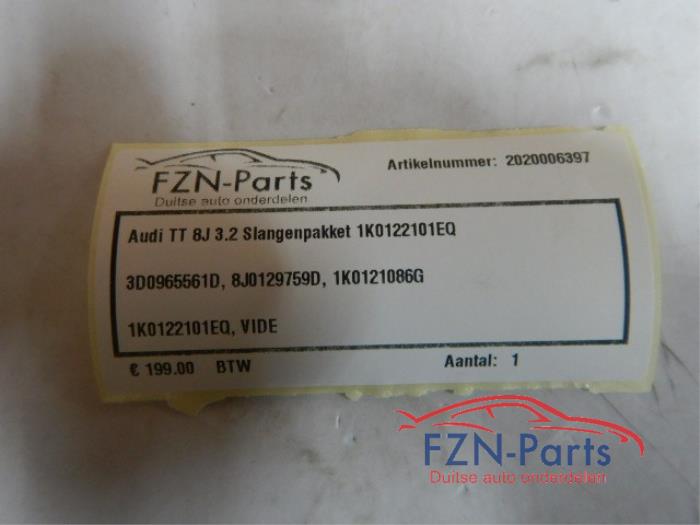 Artikelnummer: 2020006397
FZN-Parts
Duitse auto onderdelen
Audi TT 8J 3.2 Slangenpakket 1K0122101EQ
3D0965561D, 8J0129759D, 1K0121086G
1K0122101EQ, VIDE
€ 199.00 BTW
Aantal: 1
FZN-Parts
Duitse auto onderdelen